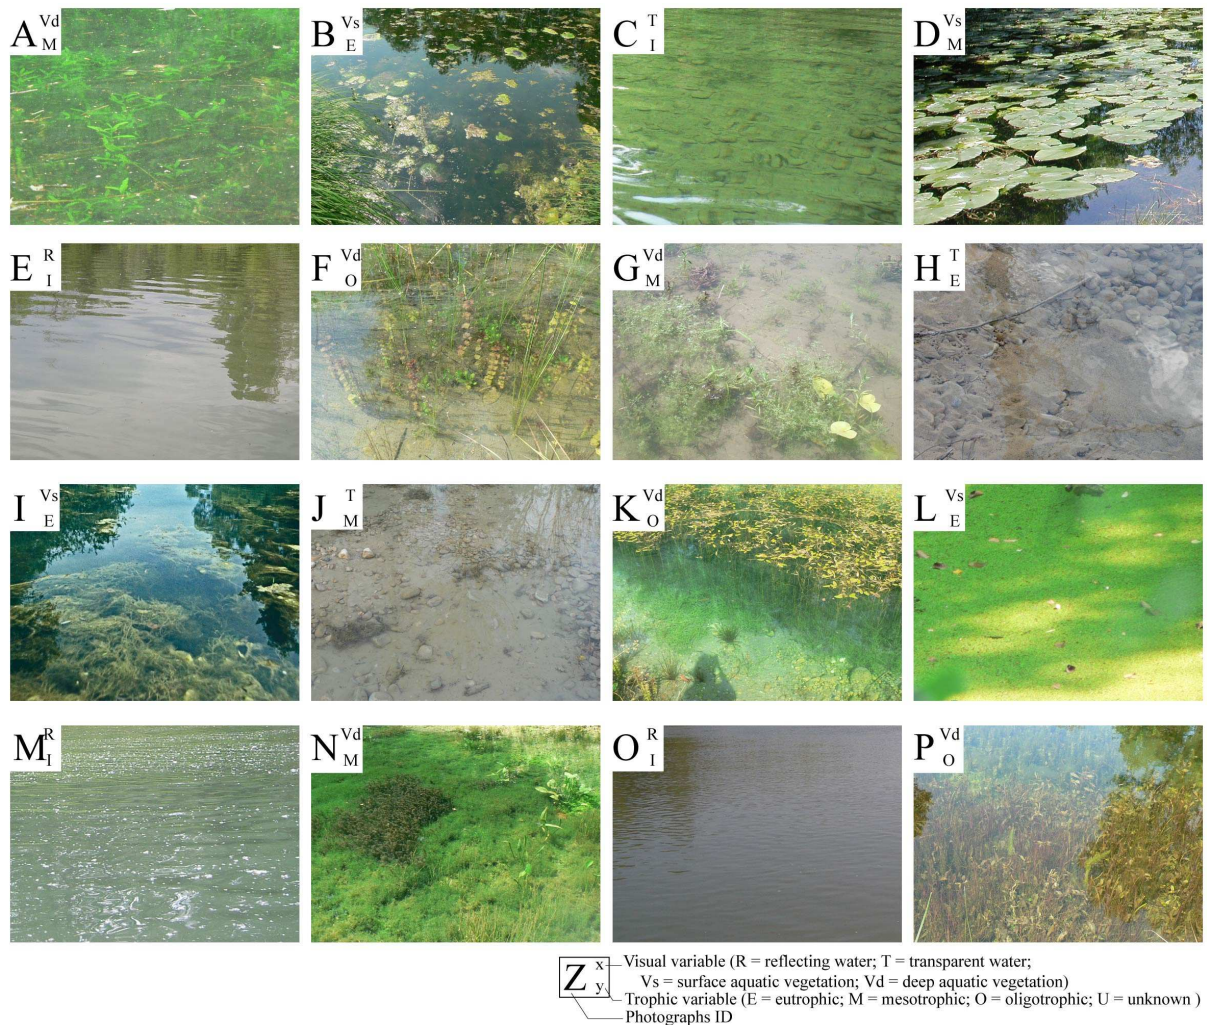 A Vd M
B Vs E
C T I
D Vs M
E R I
F Vd O
G Vd M
H T E
I Vs E
J T M
K Vd O
L Vs E
M R I
N Vd M
O R I
P Vd O
Z x Visual variable (R = reflecting water; T = transparent water;
Vs = surface aquatic vegetation; Vd = deep aquatic vegetation)
y Trophic variable (E = eutrophic; M = mesotrophic; O = oligotrophic; U = unknown )
Photographs ID